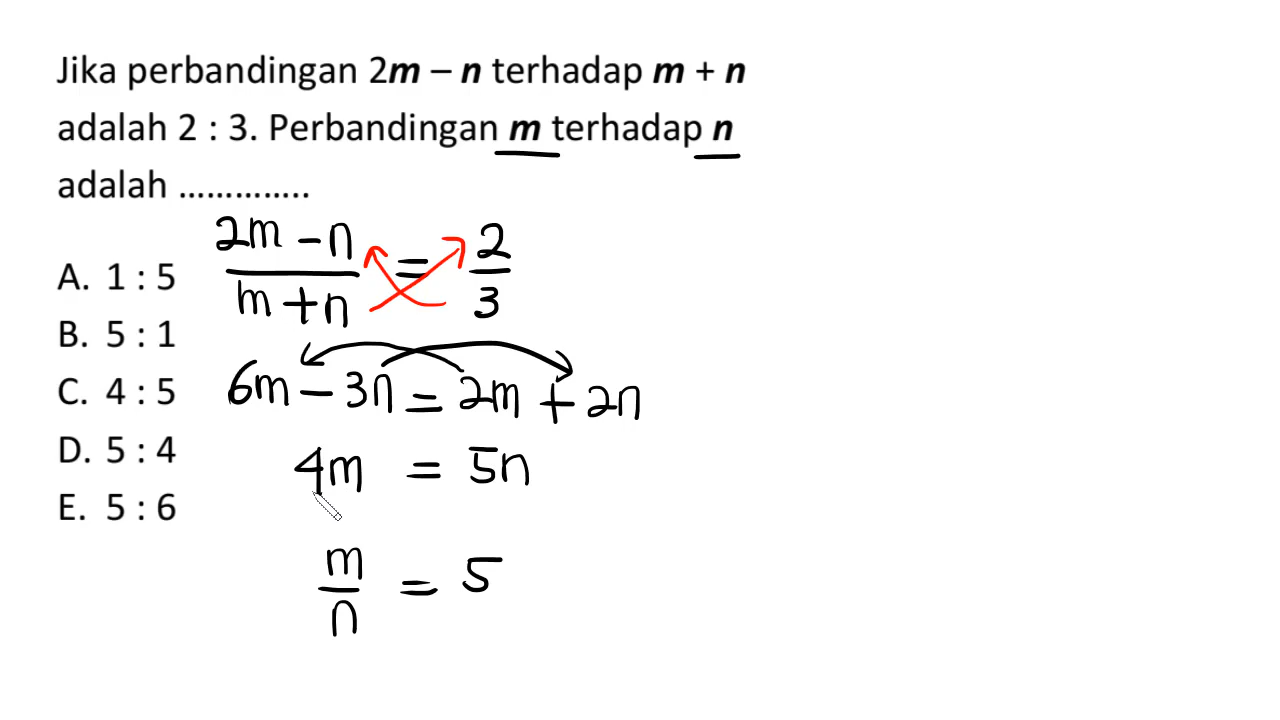 Jika perbandingan 2m – n terhadap m + n
adalah 2 : 3. Perbandingan m terhadap n
adalah …………..
A. 1 : 5
B. 5 : 1
C. 4 : 5
D. 5 : 4
E. 5 : 6
2m - n / m + n = 2 / 3
6m - 3n = 2m + 2n
4m = 5n
m / n = 5